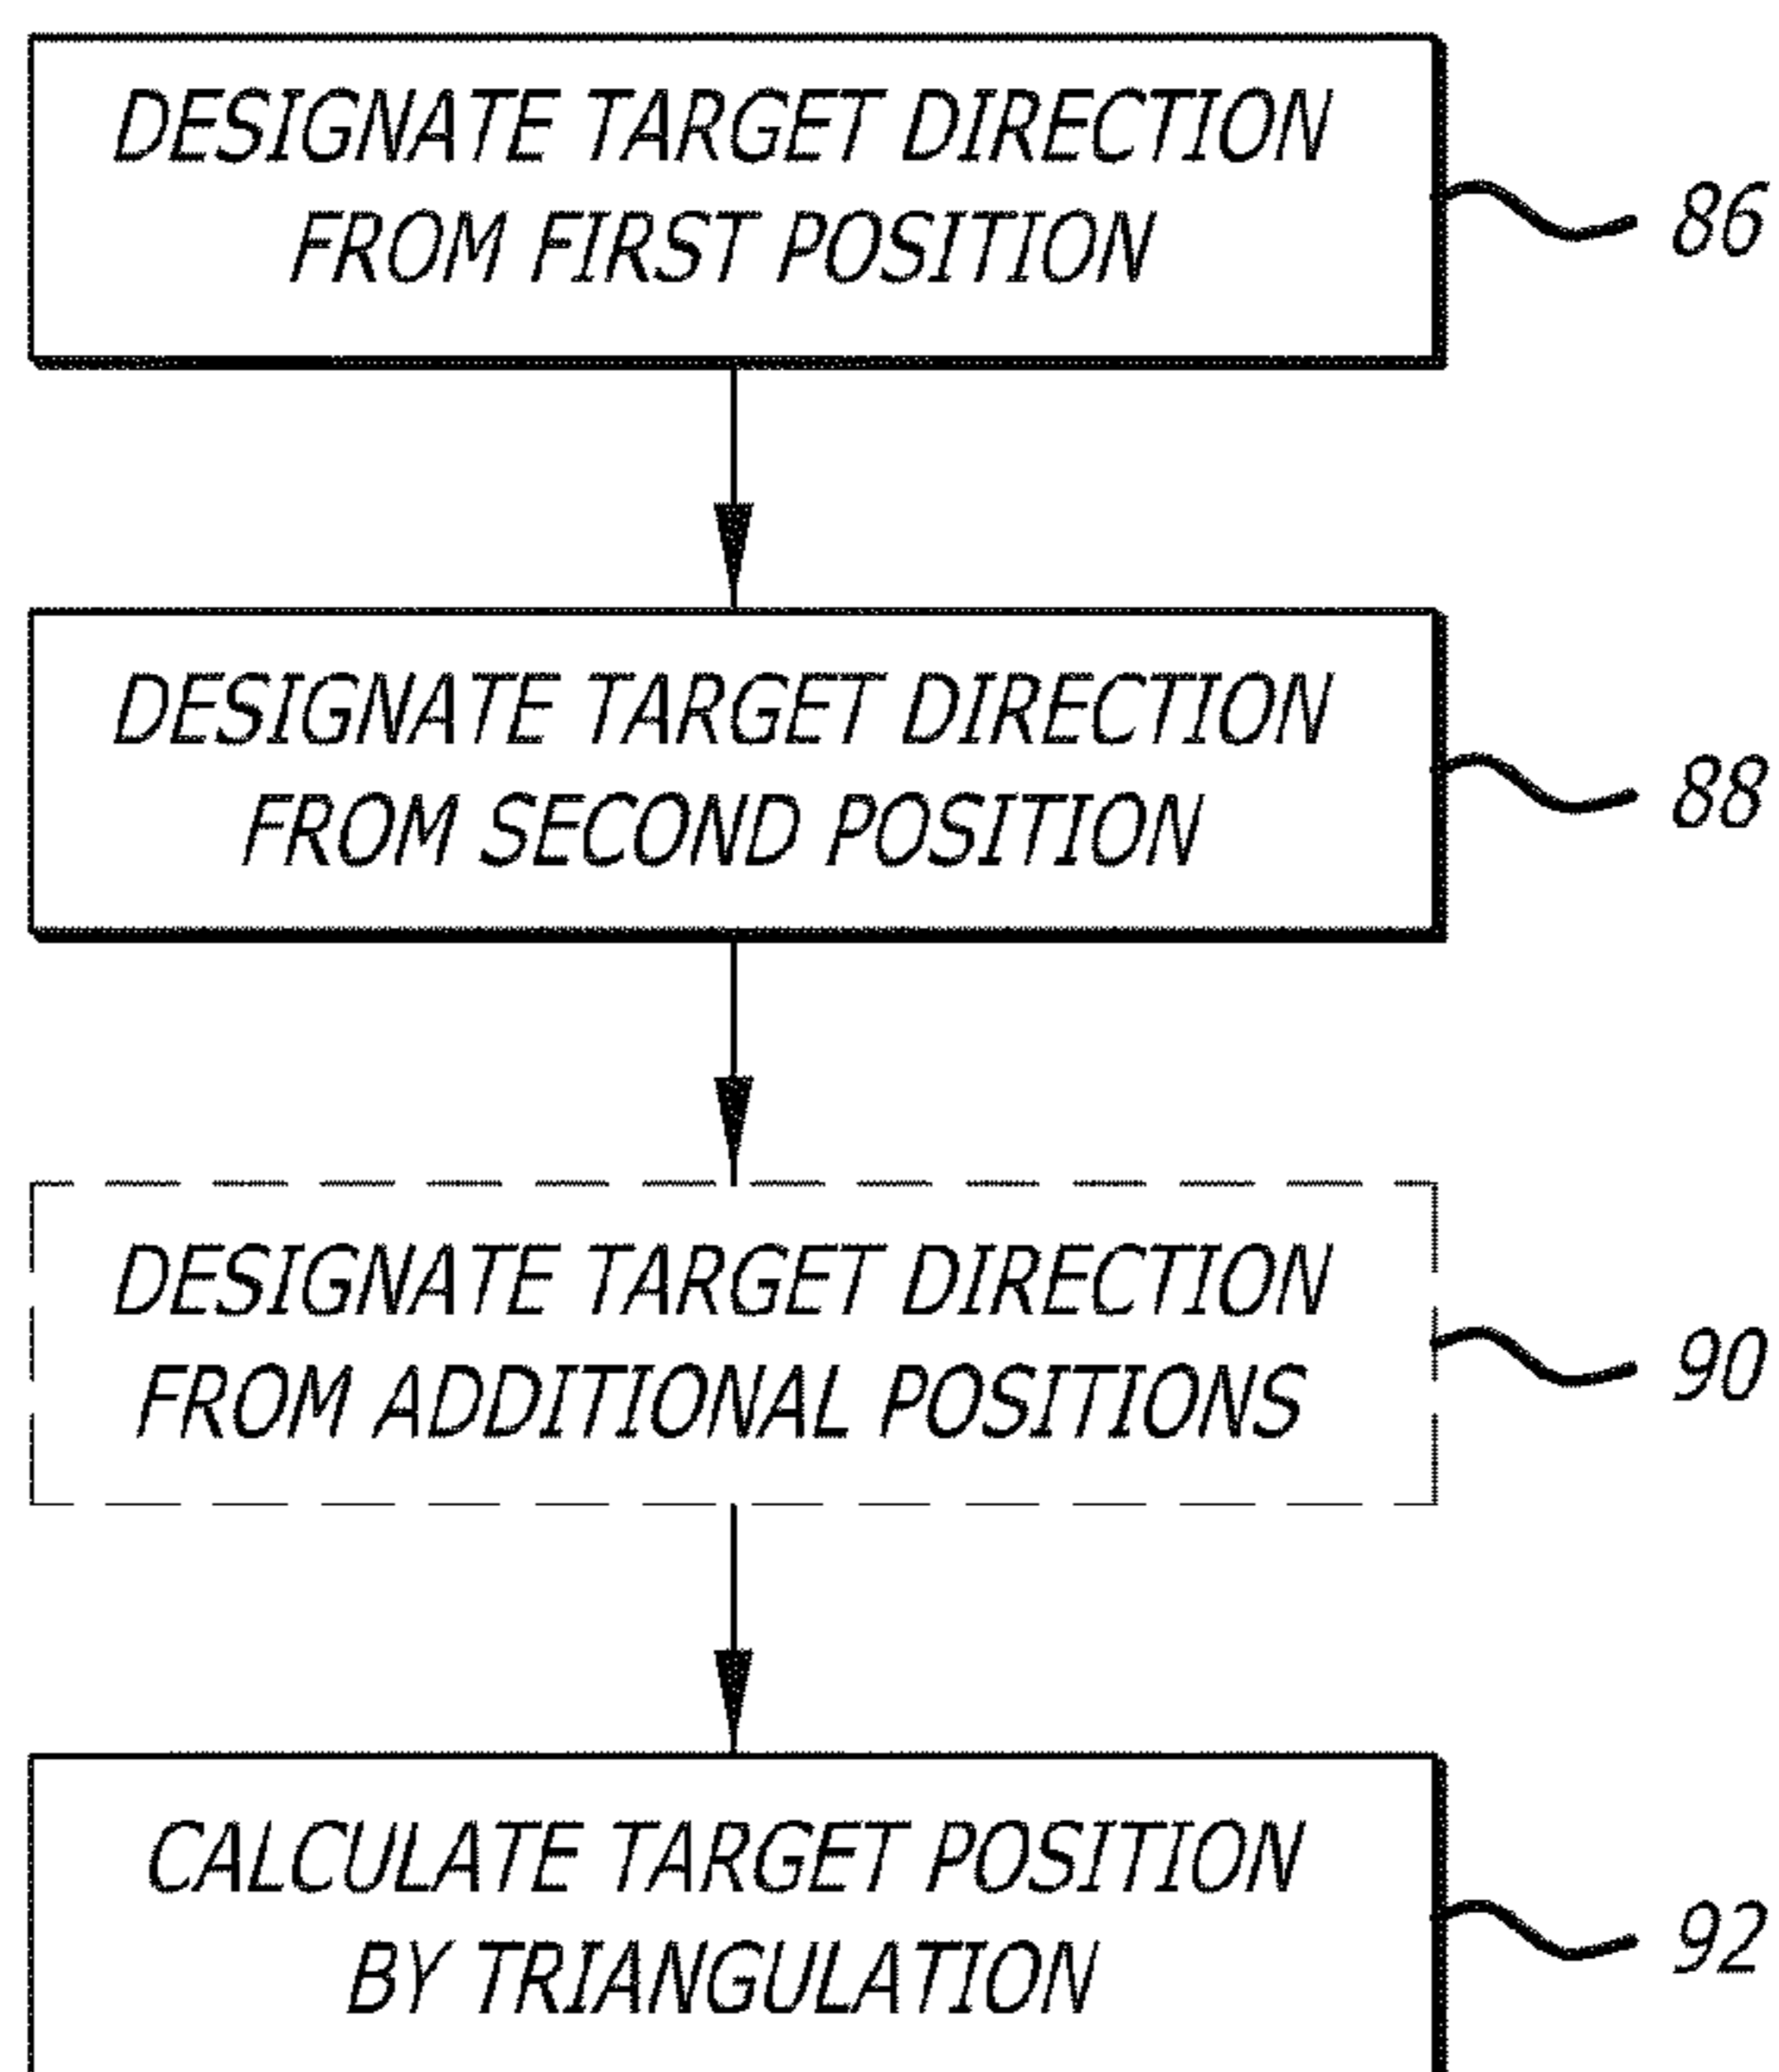 DESIGNATE TARGET DIRECTION
FROM FIRST POSITION
86
DESIGNATE TARGET DIRECTION
FROM SECOND POSITION
88
DESIGNATE TARGET DIRECTION
FROM ADDITIONAL POSITIONS
90
CALCULATE TARGET POSITION
BY TRIANGULATION
92